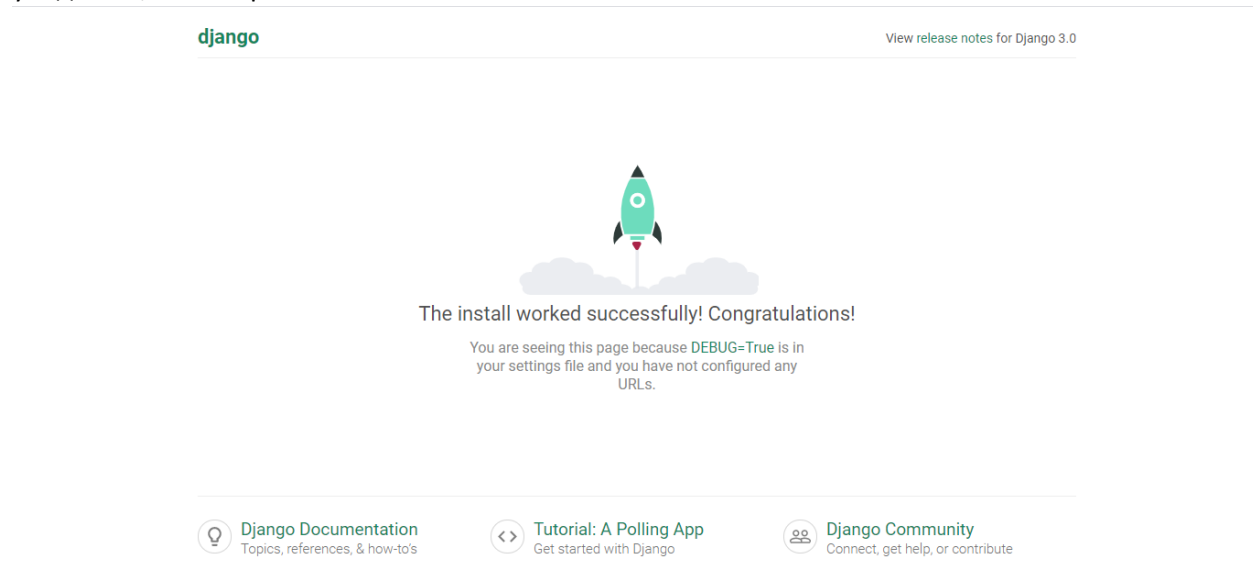 django
View release notes for Django 3.0
The install worked successfully! Congratulations!
You are seeing this page because DEBUG=True is in
your settings file and you have not configured any
URLs.
Django Documentation
Topics, references, & how-to's
Tutorial: A Polling App
Get started with Django
Django Community
Connect, get help, or contribute